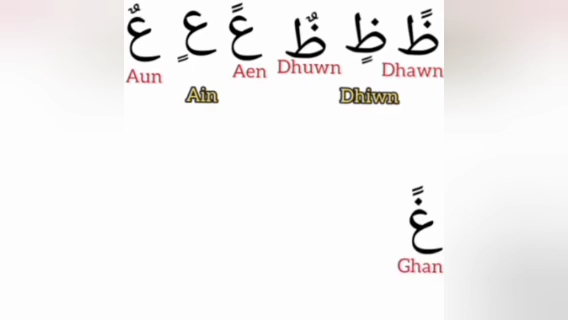 ظً ظٍ ظٌ عً عٍ عٌ
Aun Aen Dhuwn Dhawn
Ain Dhiwn
غً
Ghan